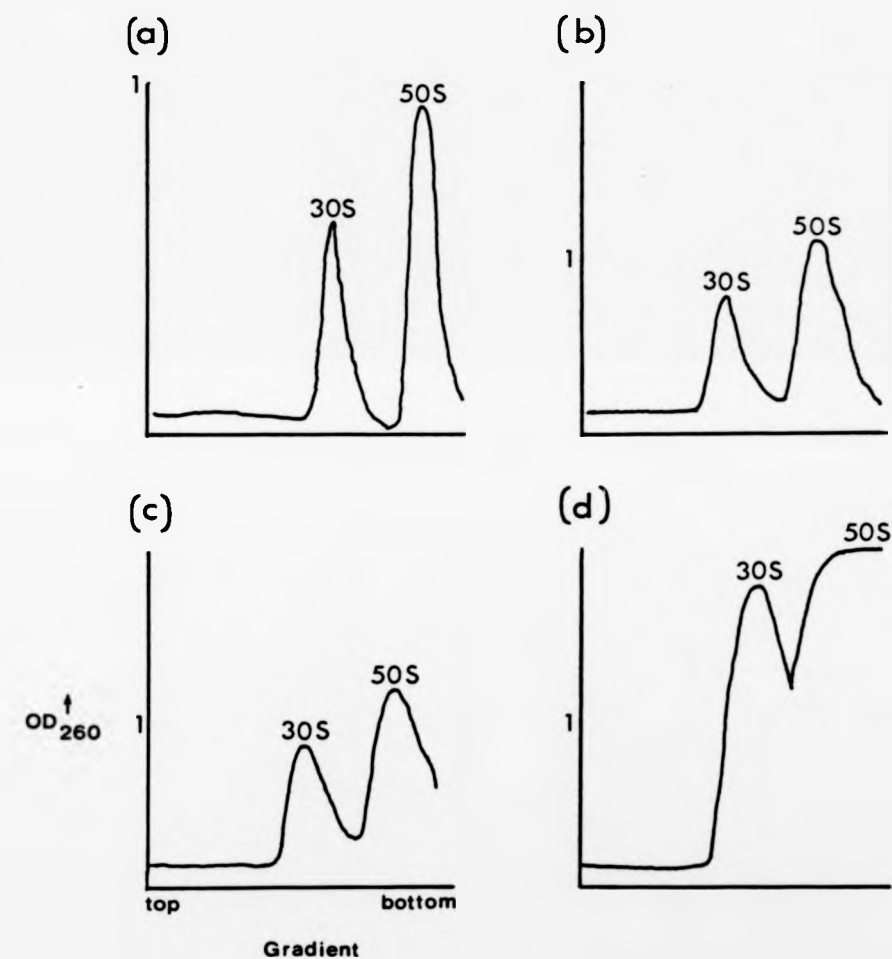 (a)
1
30S
50S
(b)
1
30S
50S
(c)
OD260
↑
1
30S
50S
top
bottom
Gradient
(d)
1
30S
50S